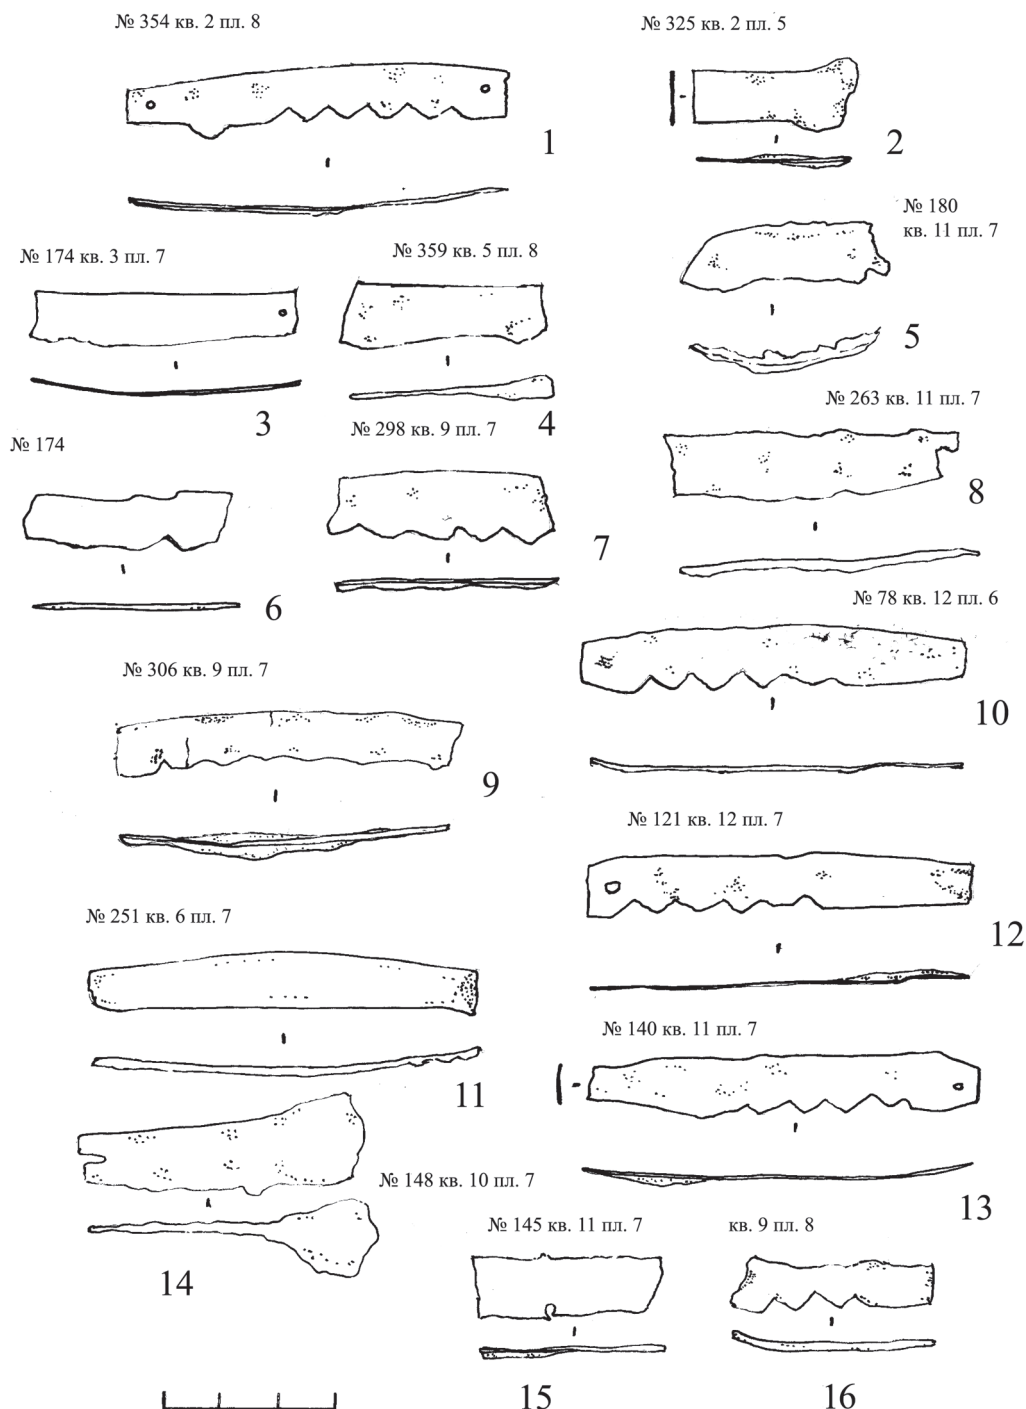 № 354 кв. 2 пл. 8
№ 325 кв. 2 пл. 5
1
2
№ 180
кв. 11 пл. 7
№ 174 кв. 3 пл. 7
№ 359 кв. 5 пл. 8
5
3
4
№ 263 кв. 11 пл. 7
№ 174
№ 298 кв. 9 пл. 7
8
7
6
№ 78 кв. 12 пл. 6
№ 306 кв. 9 пл. 7
10
9
№ 121 кв. 12 пл. 7
№ 251 кв. 6 пл. 7
12
№ 140 кв. 11 пл. 7
11
№ 148 кв. 10 пл. 7
13
№ 145 кв. 11 пл. 7
кв. 9 пл. 8
14
15
16